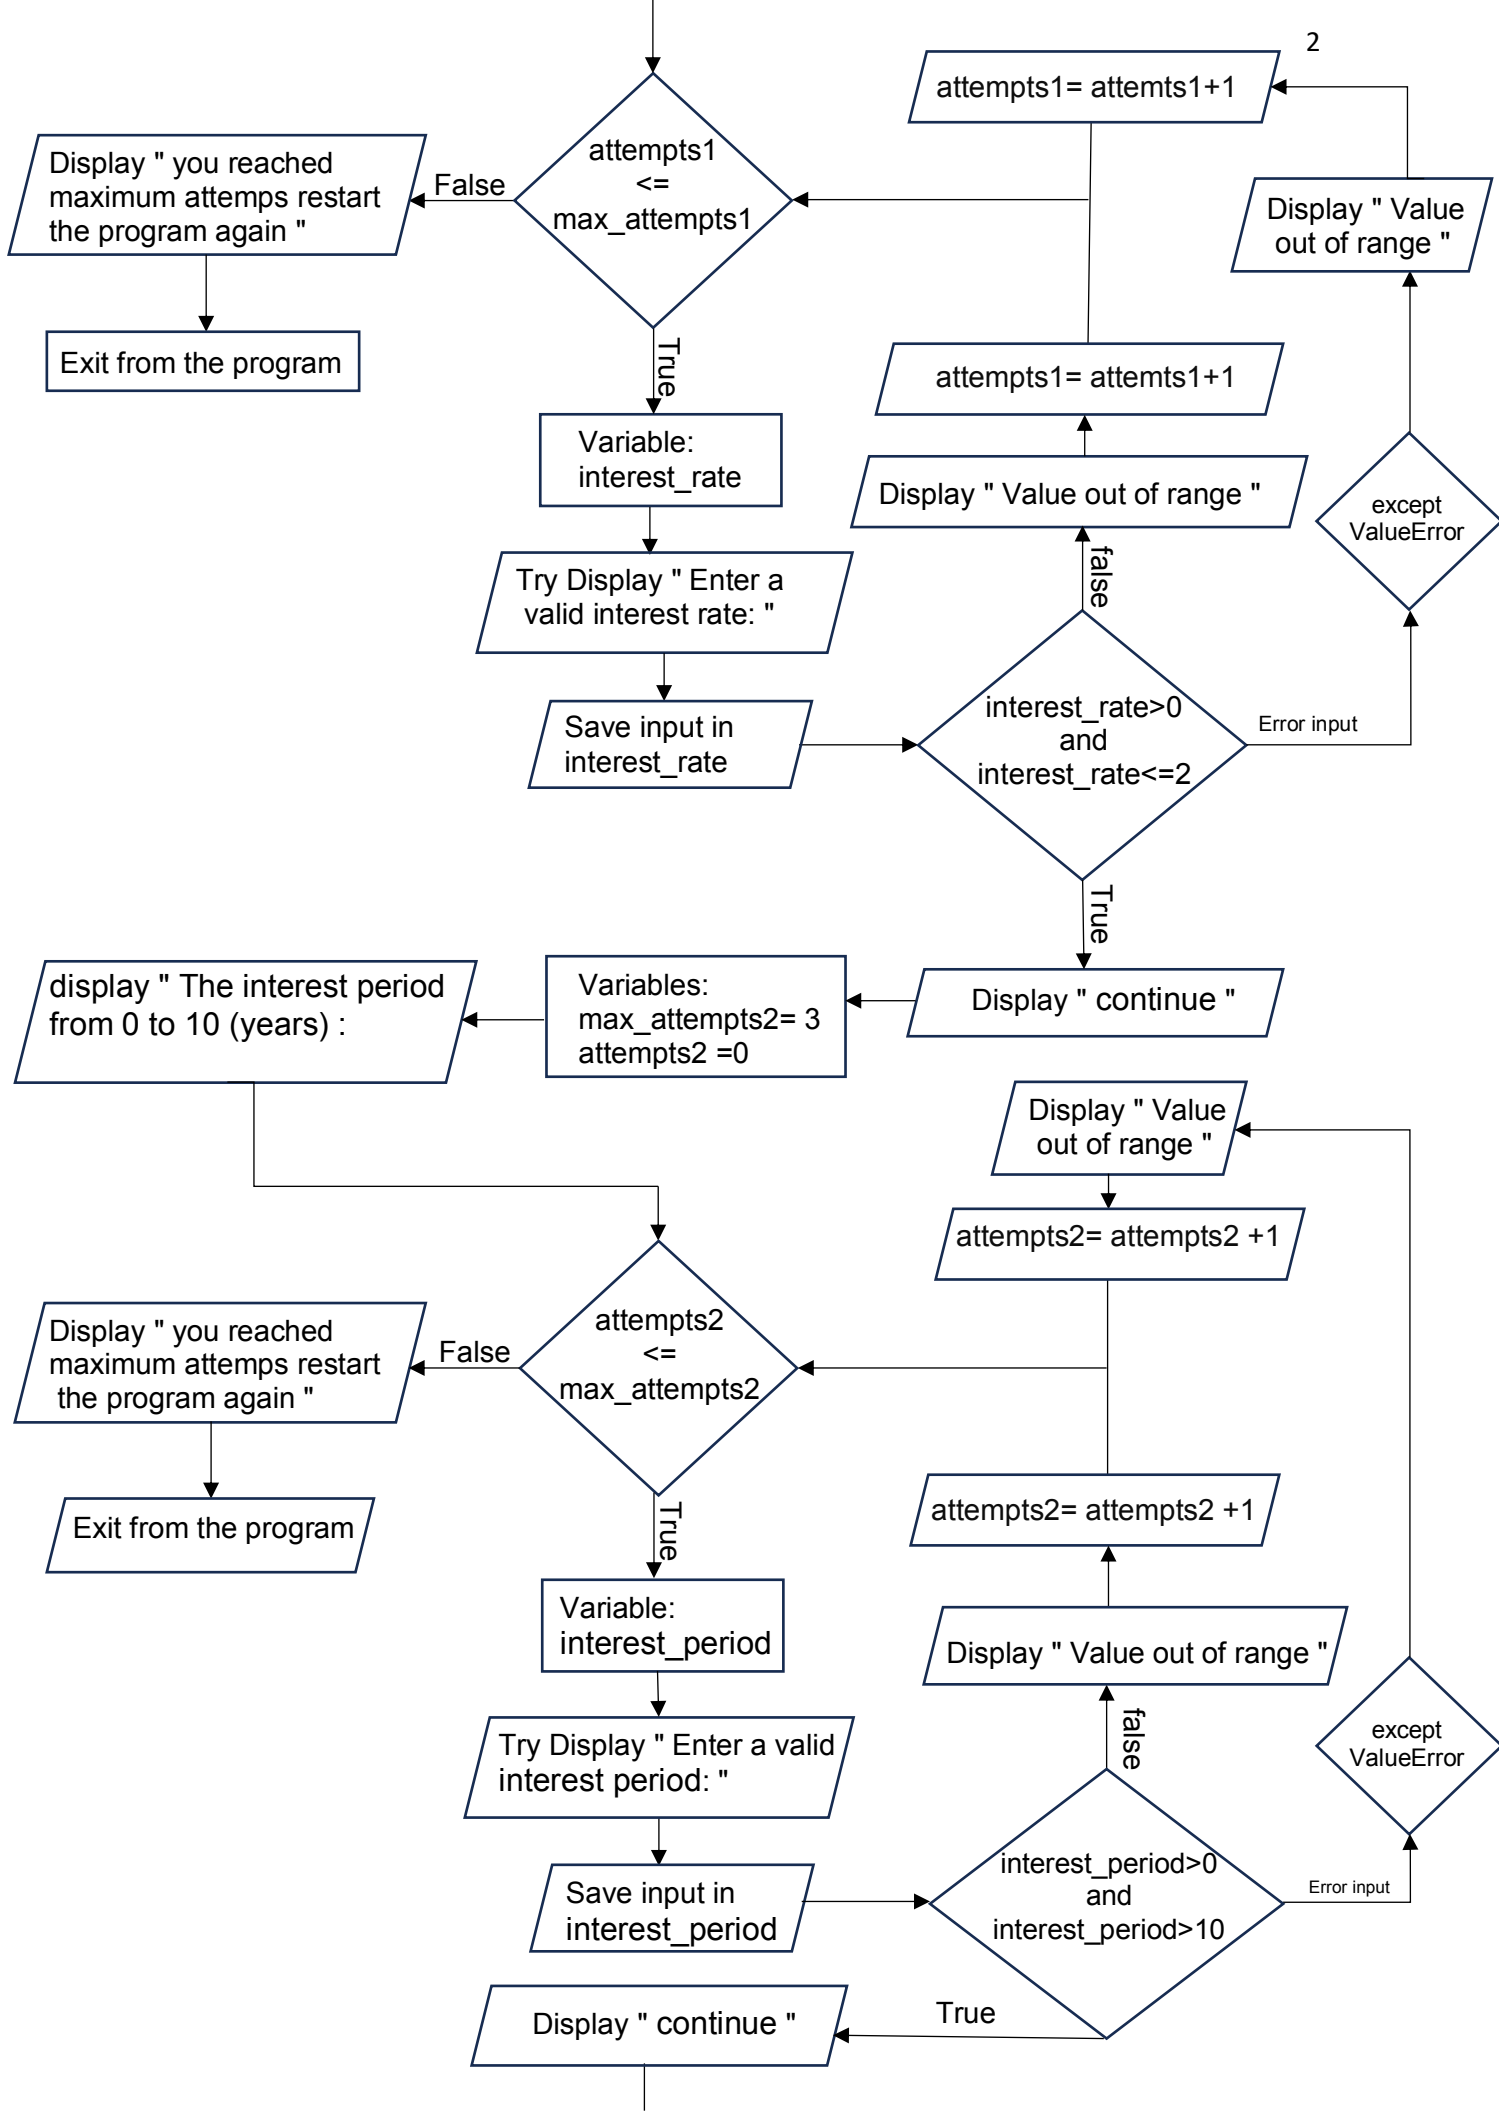 2
attempts1= attemts1+1
attempts1
<=
max_attempts1
Display " you reached
maximum attemps restart
the program again "
False
Display " Value
out of range "
Exit from the program
True
attempts1= attemts1+1
Variable:
interest_rate
Display " Value out of range "
except
ValueError
false
Try Display " Enter a
valid interest rate: "
interest_rate>0
and
interest_rate<=2
Error input
Save input in
interest_rate
True
display " The interest period
from 0 to 10 (years) :
Variables:
max_attempts2= 3
attempts2 =0
Display " continue "
Display " Value
out of range "
attempts2= attempts2 +1
attempts2
<=
max_attempts2
Display " you reached
maximum attemps restart
the program again "
False
Exit from the program
True
attempts2= attempts2 +1
Variable:
interest_period
Display " Value out of range "
except
ValueError
false
Try Display " Enter a valid
interest period: "
interest_period>0
and
interest_period>10
Error input
Save input in
interest_period
True
Display " continue "